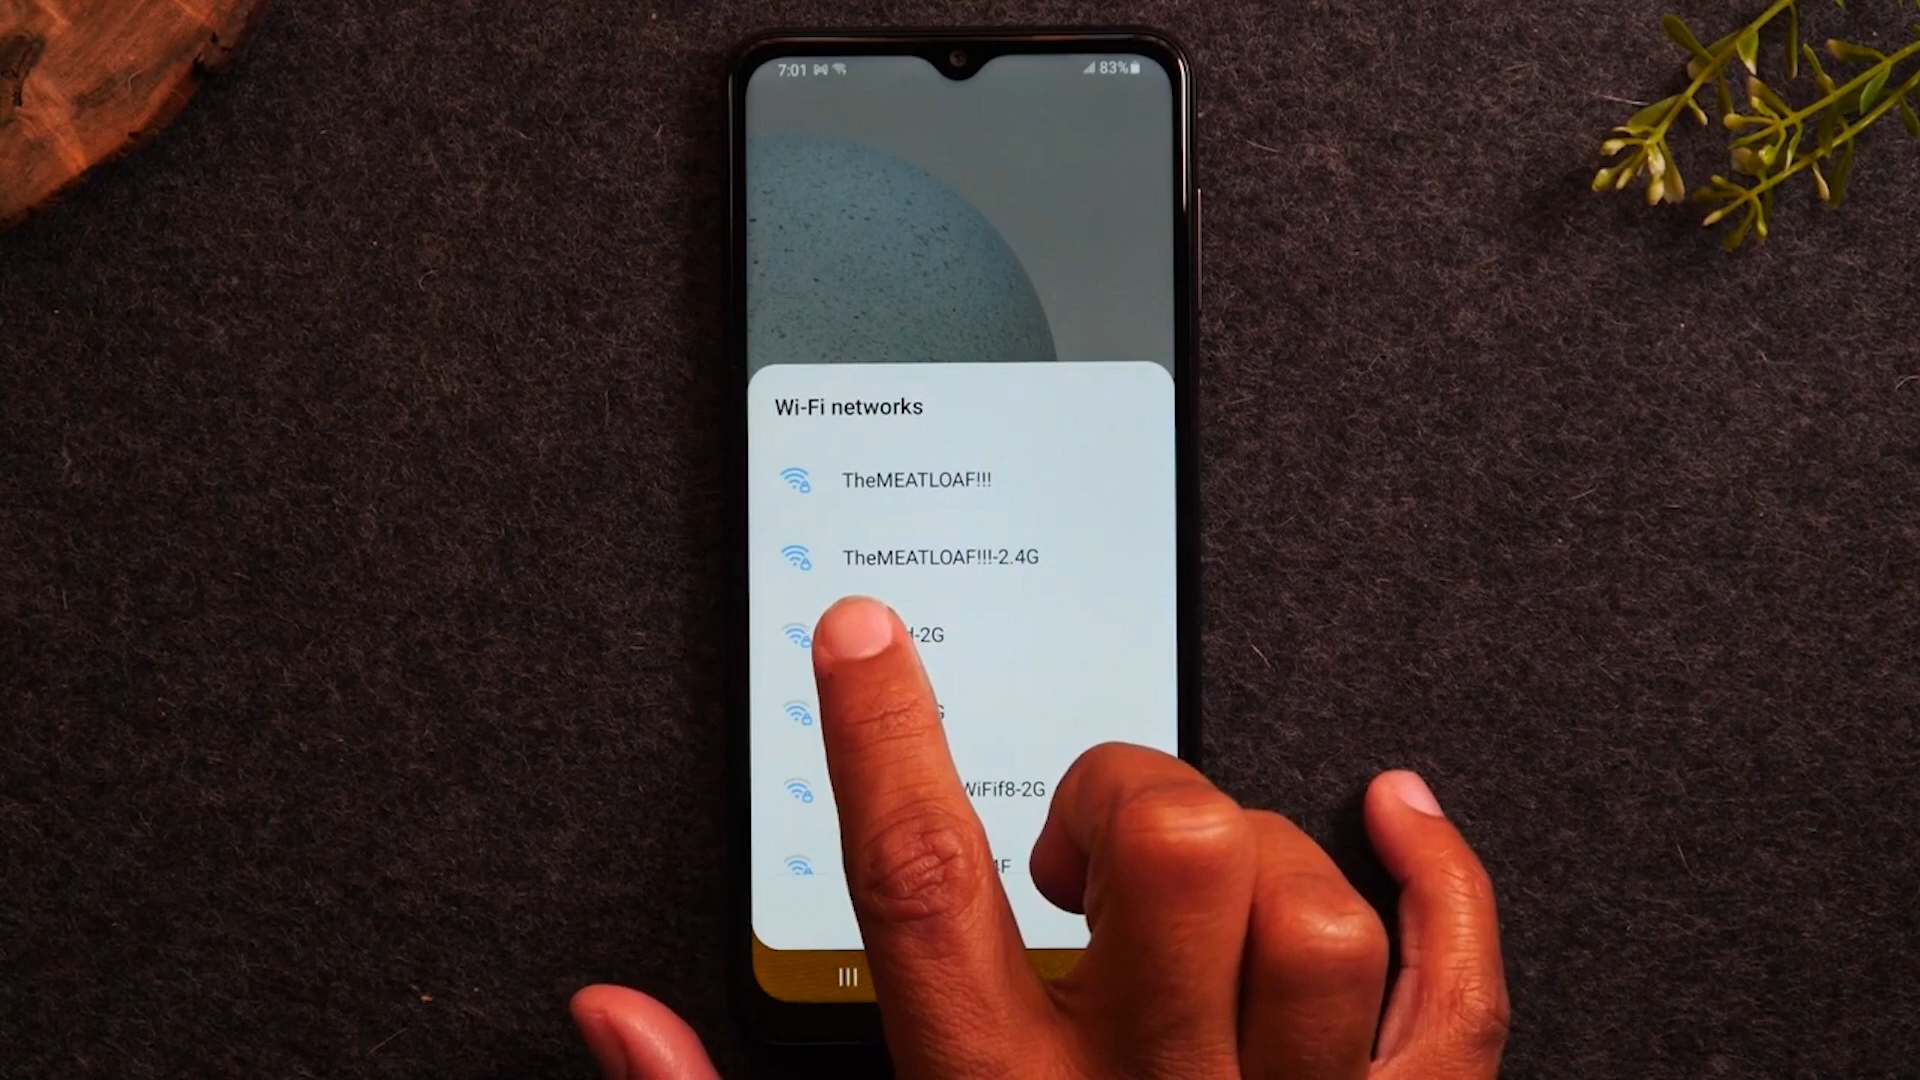 7:01
83%
Wi-Fi networks
TheMEATLOAF!!!
TheMEATLOAF!!!-2.4G
-2G
WiFif8-2G